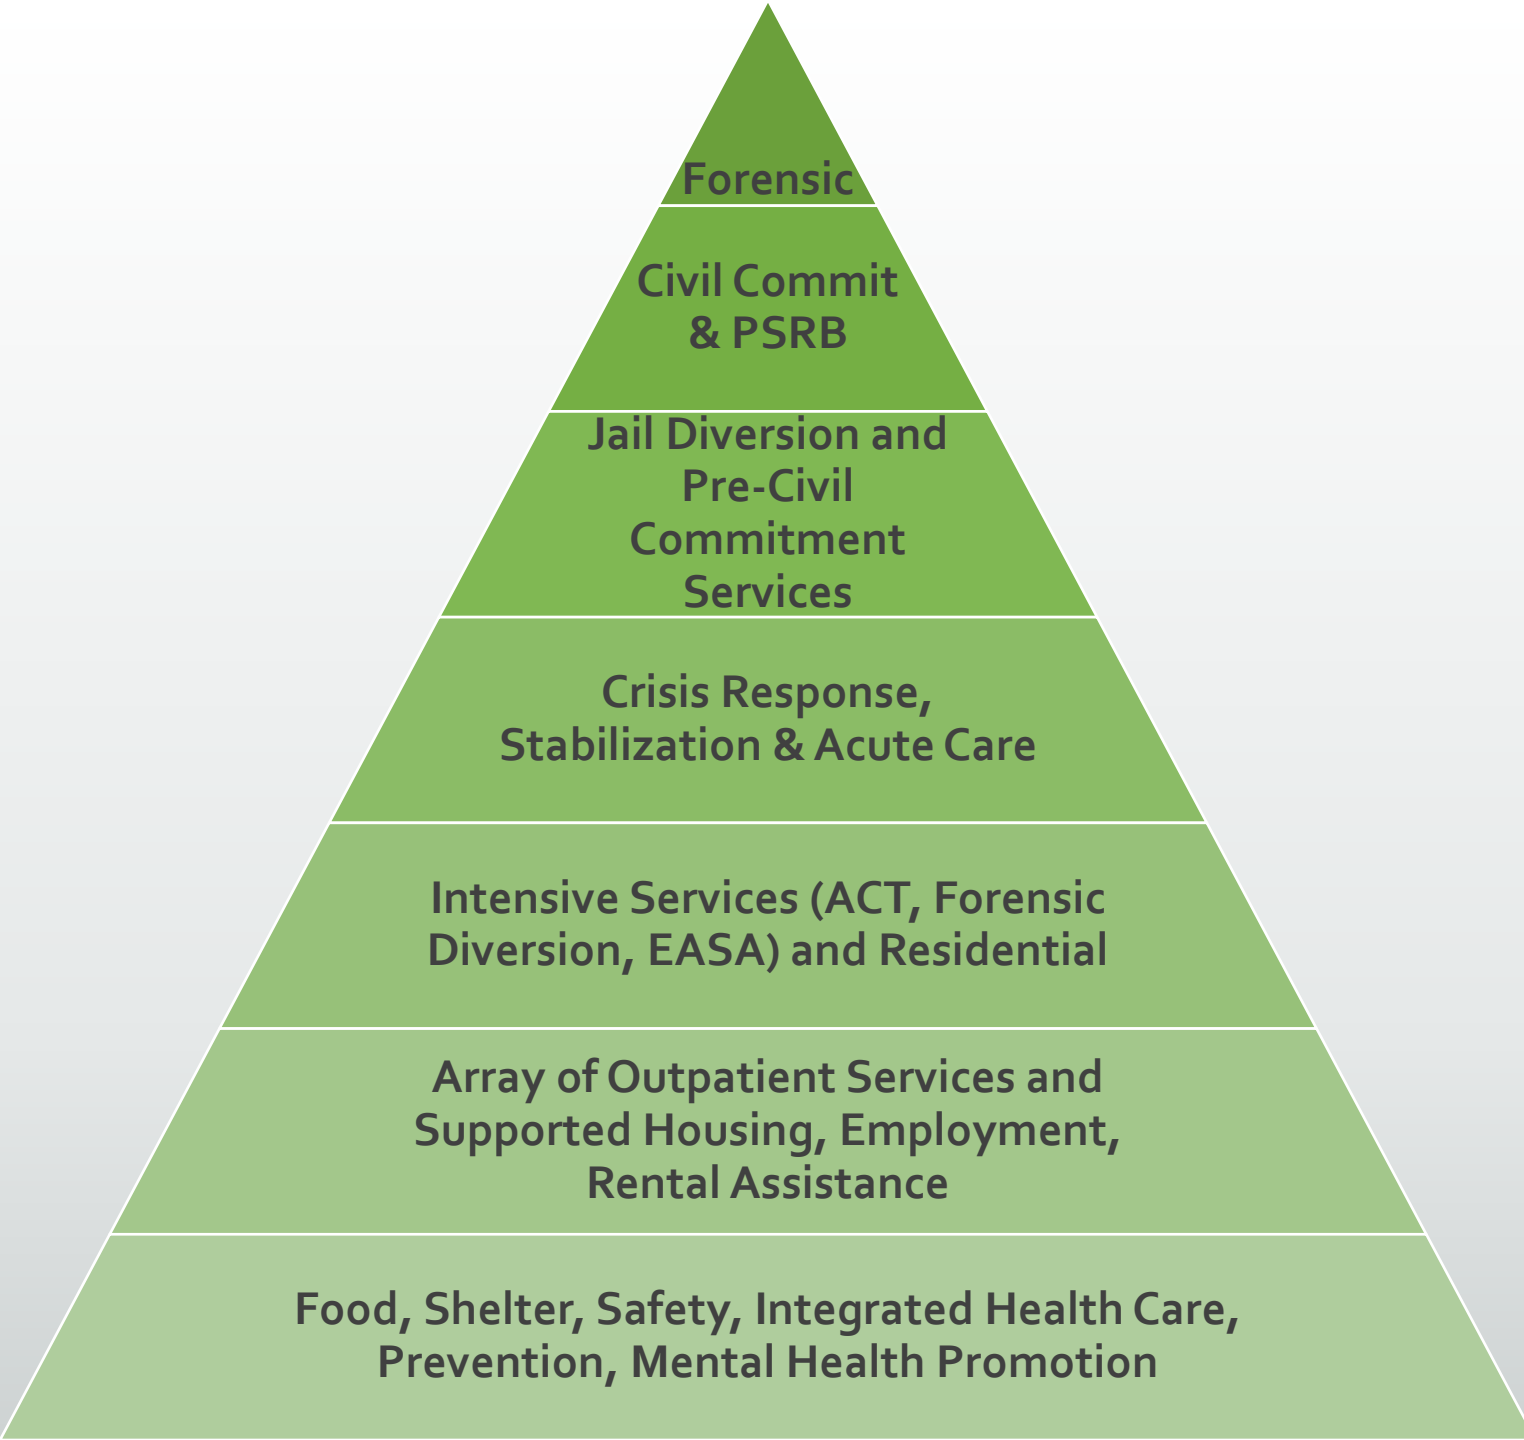 Forensic
Civil Commit
& PSRB
Jail Diversion and
Pre-Civil
Commitment
Services
Crisis Response,
Stabilization & Acute Care
Intensive Services (ACT, Forensic
Diversion, EASA) and Residential
Array of Outpatient Services and
Supported Housing, Employment,
Rental Assistance
Food, Shelter, Safety, Integrated Health Care,
Prevention, Mental Health Promotion